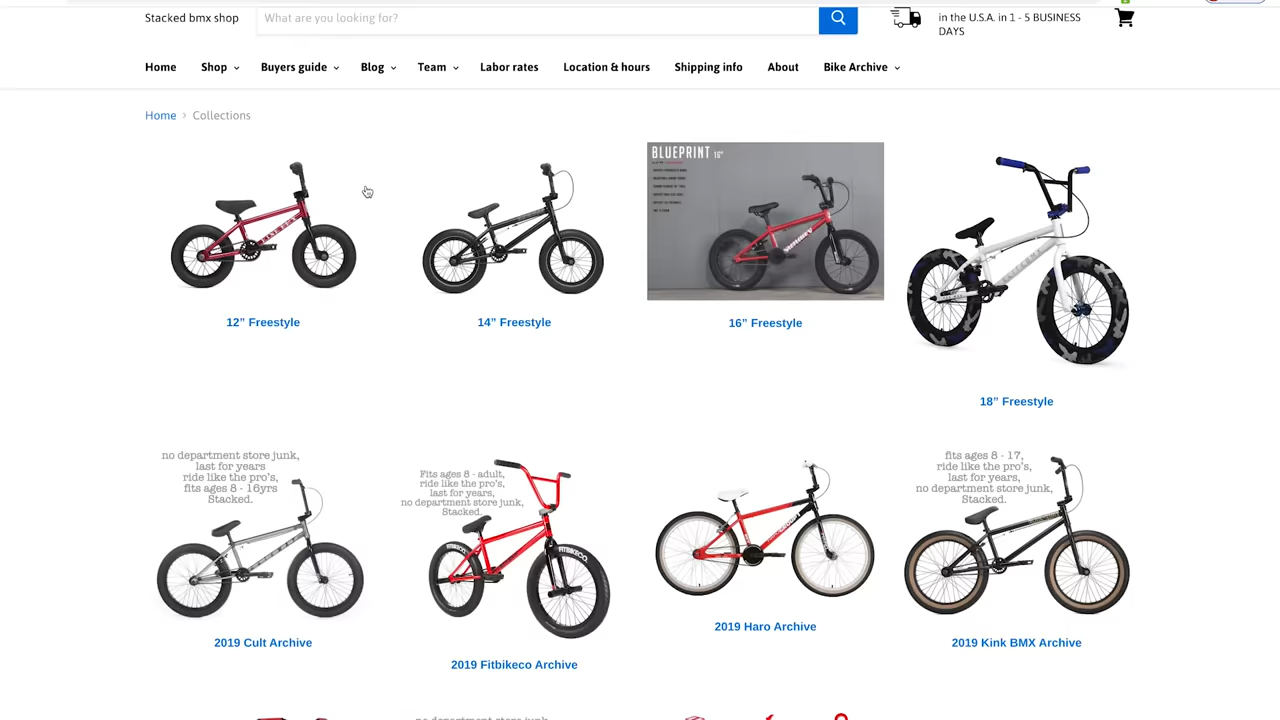 Stacked bmx shop
What are you looking for?
in the U.S.A. in 1 - 5 BUSINESS
DAYS
Home
Shop
Buyers guide
Blog
Team
Labor rates
Location & hours
Shipping info
About
Bike Archive
Home > Collections
BLUEPRINT 16"
12” Freestyle
14” Freestyle
16” Freestyle
18” Freestyle
no department store junk,
last for years
ride like the pro's,
fits ages 8 - 16yrs
Stacked.
2019 Cult Archive
Fits ages 8 - adult,
ride like the pro's,
last for years,
no department store junk,
Stacked.
FITBIKECO
2019 Fitbikeco Archive
2019 Haro Archive
fits ages 8 - 17,
ride like the pro's,
last for years,
no department store junk,
Stacked.
2019 Kink BMX Archive